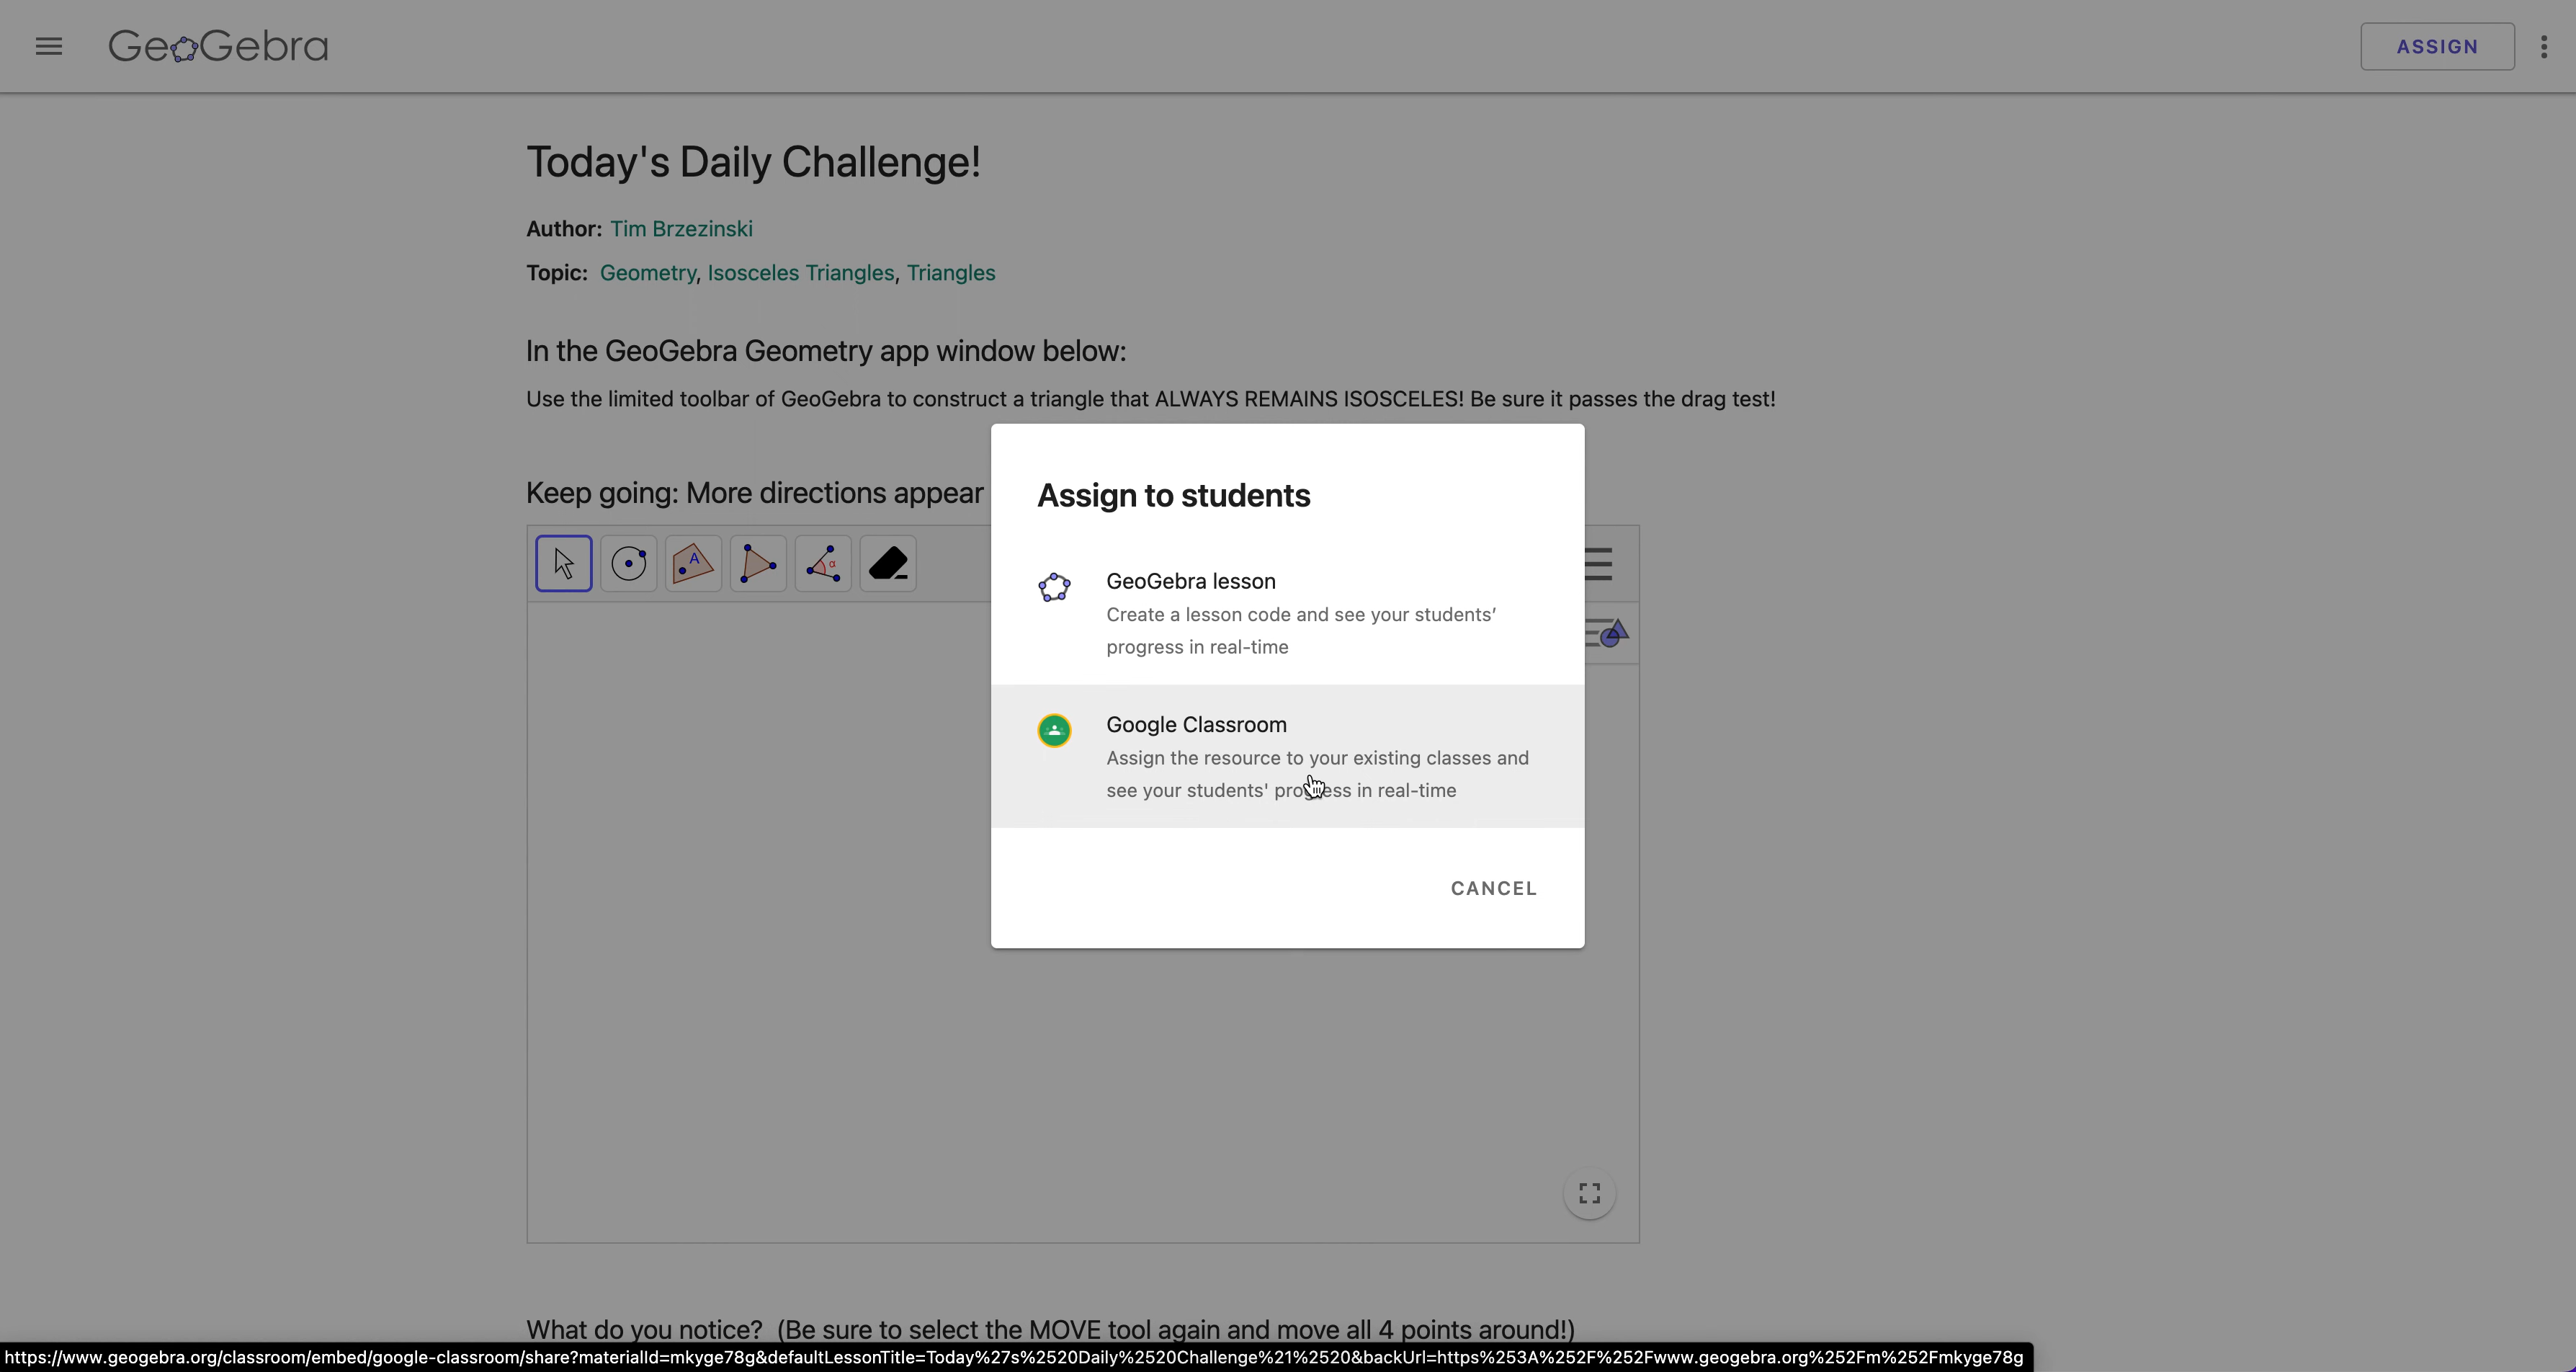 GeoGebra
ASSIGN
Today's Daily Challenge!
Author: Tim Brzezinski
Topic: Geometry, Isosceles Triangles, Triangles
In the GeoGebra Geometry app window below:
Use the limited toolbar of GeoGebra to construct a triangle that ALWAYS REMAINS ISOSCELES! Be sure it passes the drag test!
Keep going: More directions appear
A
α
Assign to students
GeoGebra lesson
Create a lesson code and see your students’
progress in real-time
Google Classroom
Assign the resource to your existing classes and
see your students' progress in real-time
CANCEL
What do you notice? (Be sure to select the MOVE tool again and move all 4 points around!)
https://www.geogebra.org/classroom/embed/google-classroom/share?materialId=mkyge78g&defaultLessonTitle=Today%27s%2520Daily%2520Challenge%21%2520&backUrl=https%253A%252F%252Fwww.geogebra.org%252Fm%252Fmkyge78g